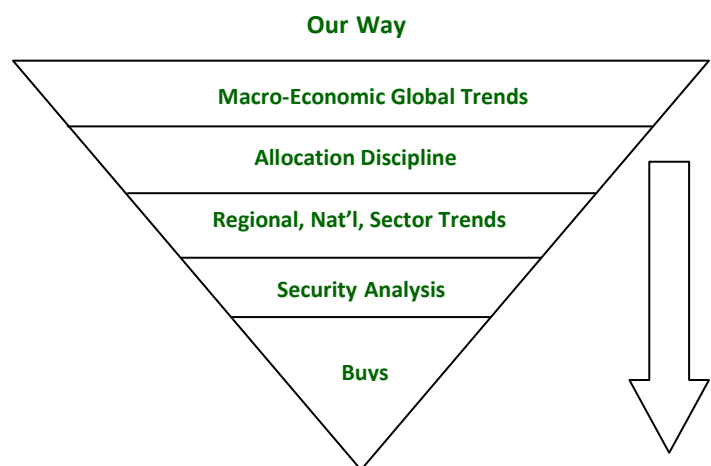 Our Way
Macro-Economic Global Trends
Allocation Discipline
Regional, Nat’l, Sector Trends
Security Analysis
Buys